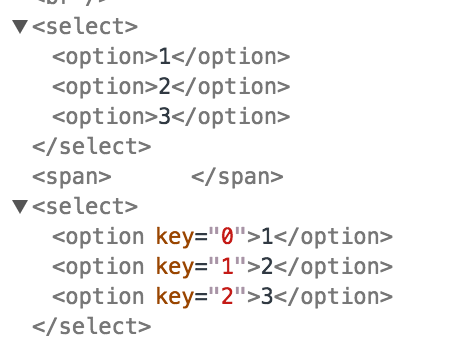 <br />
▼<select>
<option>1</option>
<option>2</option>
<option>3</option>
</select>
<span>      </span>
▼<select>
<option key="0">1</option>
<option key="1">2</option>
<option key="2">3</option>
</select>